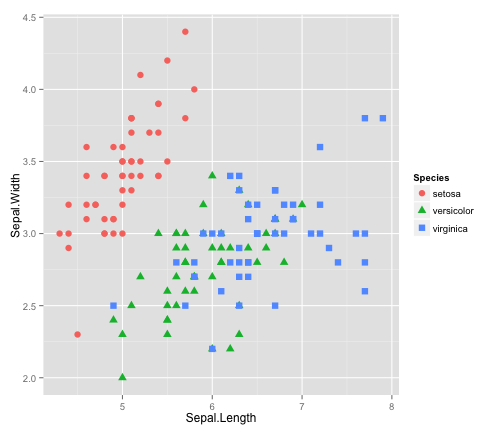 4.5
4.0
3.5
3.0
2.5
2.0
Sepal.Width
5
6
7
8
Sepal.Length
Species
setosa
versicolor
virginica